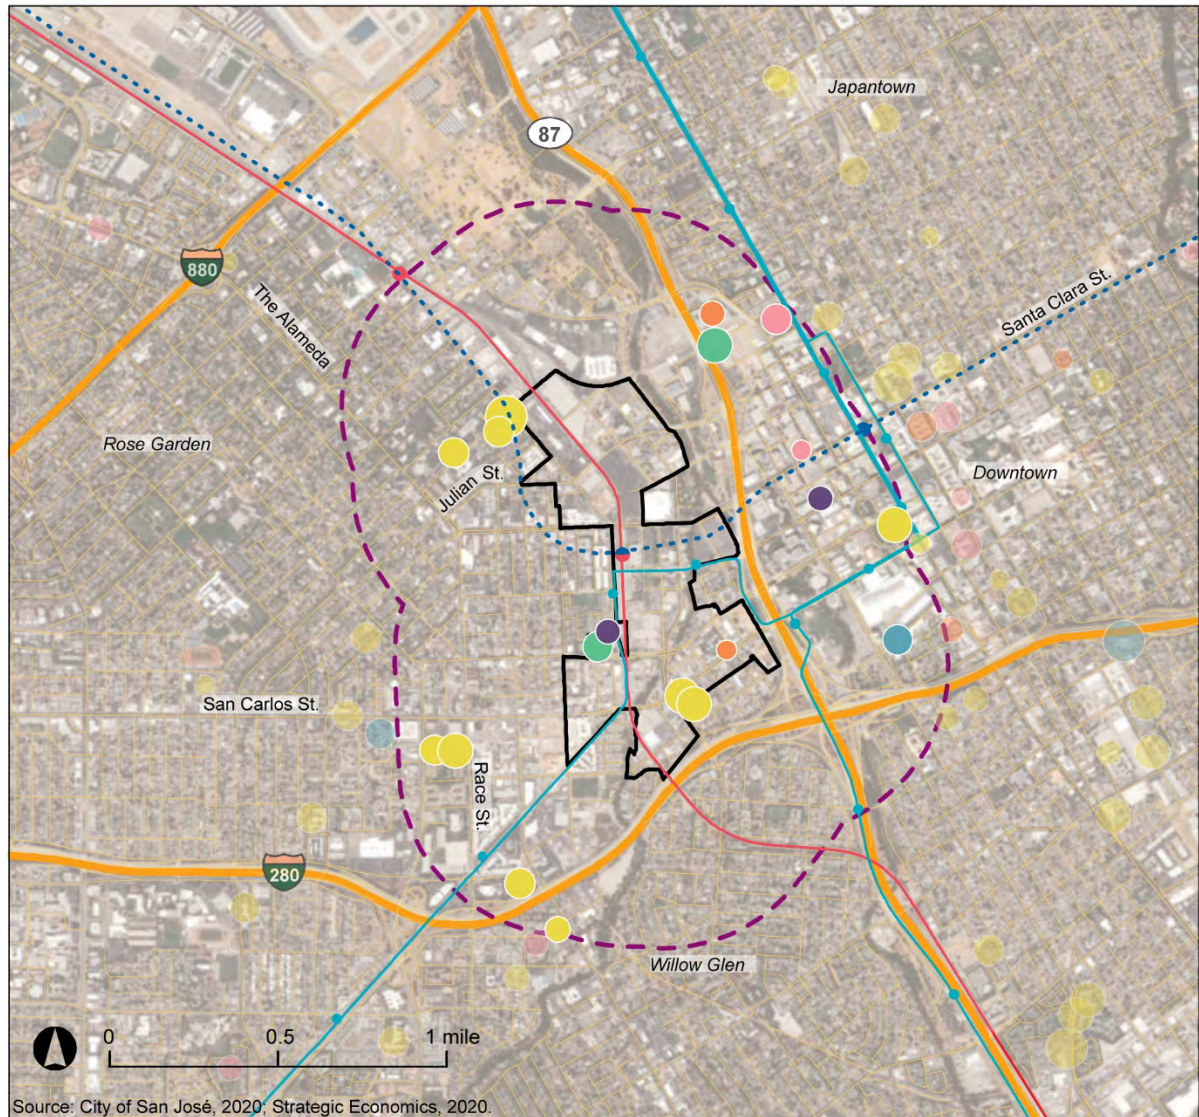 Japantown
87
880
The Alameda
Santa Clara St.
Rose Garden
Julian St.
Downtown
San Carlos St.
Race St.
280
Willow Glen
0 0.5 1 mile
Source: City of San José, 2020; Strategic Economics, 2020.